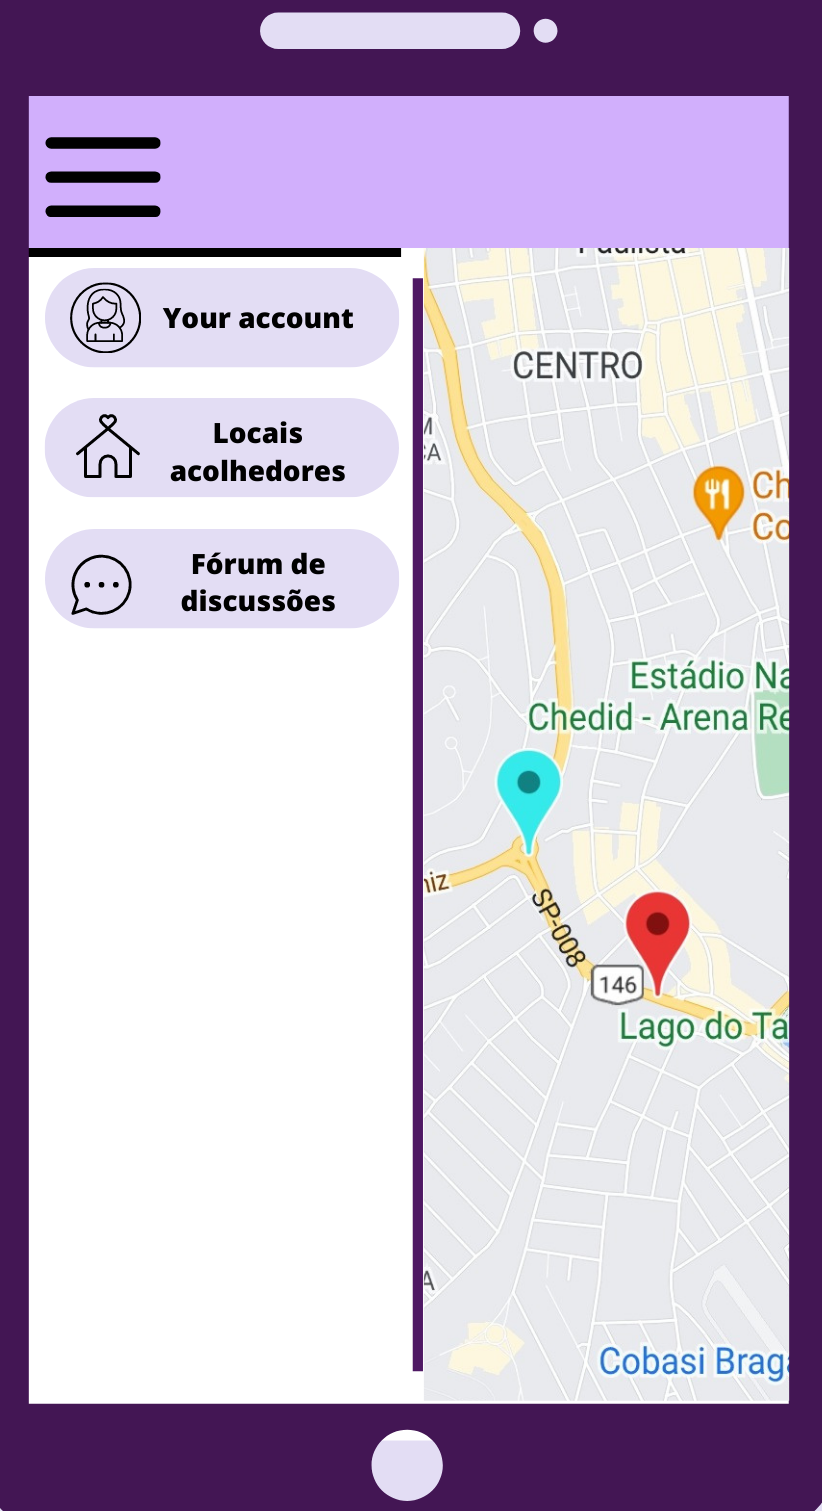 Your account
Locais
acolhedores
Fórum de
discussões
Paulista
CENTRO
Ch
Co
Estádio Na
Chedid - Arena Re
niz
SP-008
146
Lago do Ta
A
Cobasi Braga